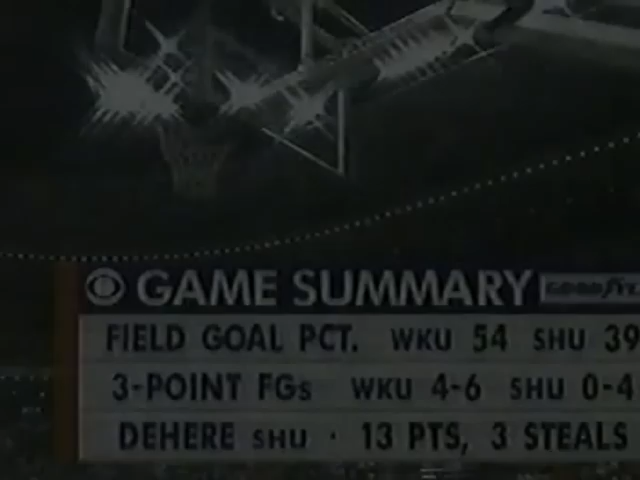 GAME SUMMARY GOODYE
FIELD GOAL PCT. WKU 54 SHU 39
3-POINT FGs WKU 4-6 SHU 0-4
DEHERE SHU · 13 PTS, 3 STEALS